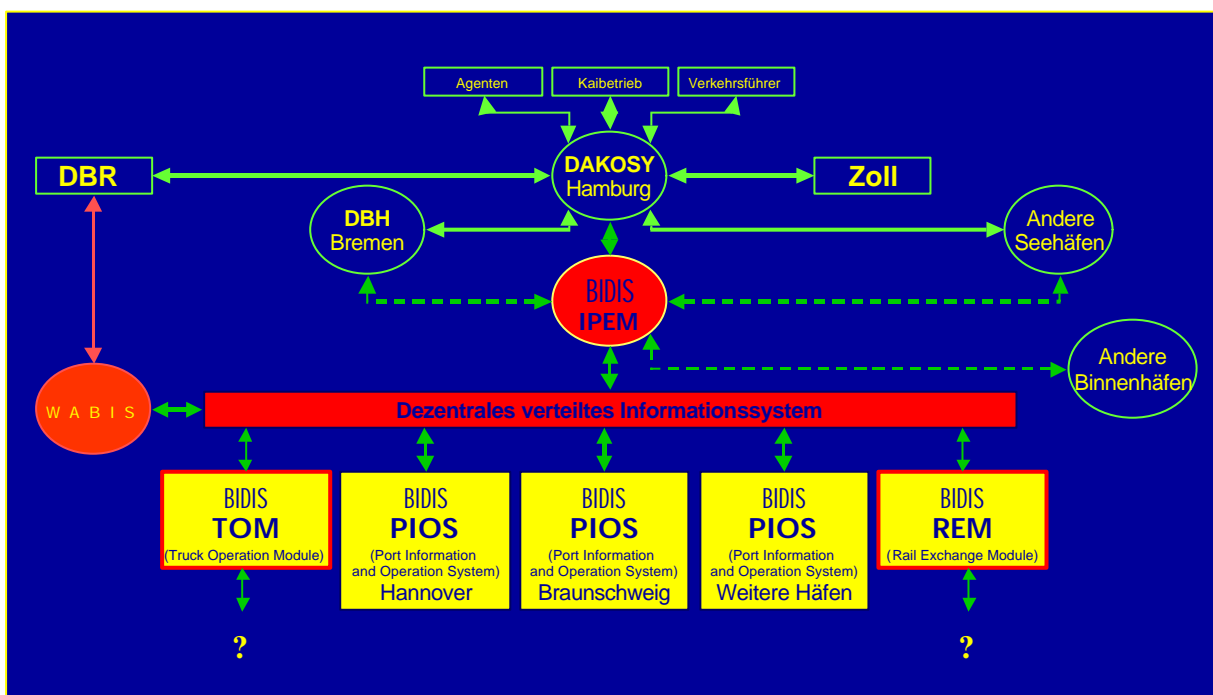 Agenten
Kaibetrieb
Verkehrsführer
DBR
DAKOSY
Hamburg
Zoll
DBH
Bremen
Andere
Seehäfen
BIDIS
IPEM
Andere
Binnenhäfen
WABIS
Dezentrales verteiltes Informationssystem
BIDIS
TOM
(Truck Operation Module)
BIDIS
PIOS
(Port Information
and Operation System)
Hannover
BIDIS
PIOS
(Port Information
and Operation System)
Braunschweig
BIDIS
PIOS
(Port Information
and Operation System)
Weitere Häfen
BIDIS
REM
(Rail Exchange Module)
?
?